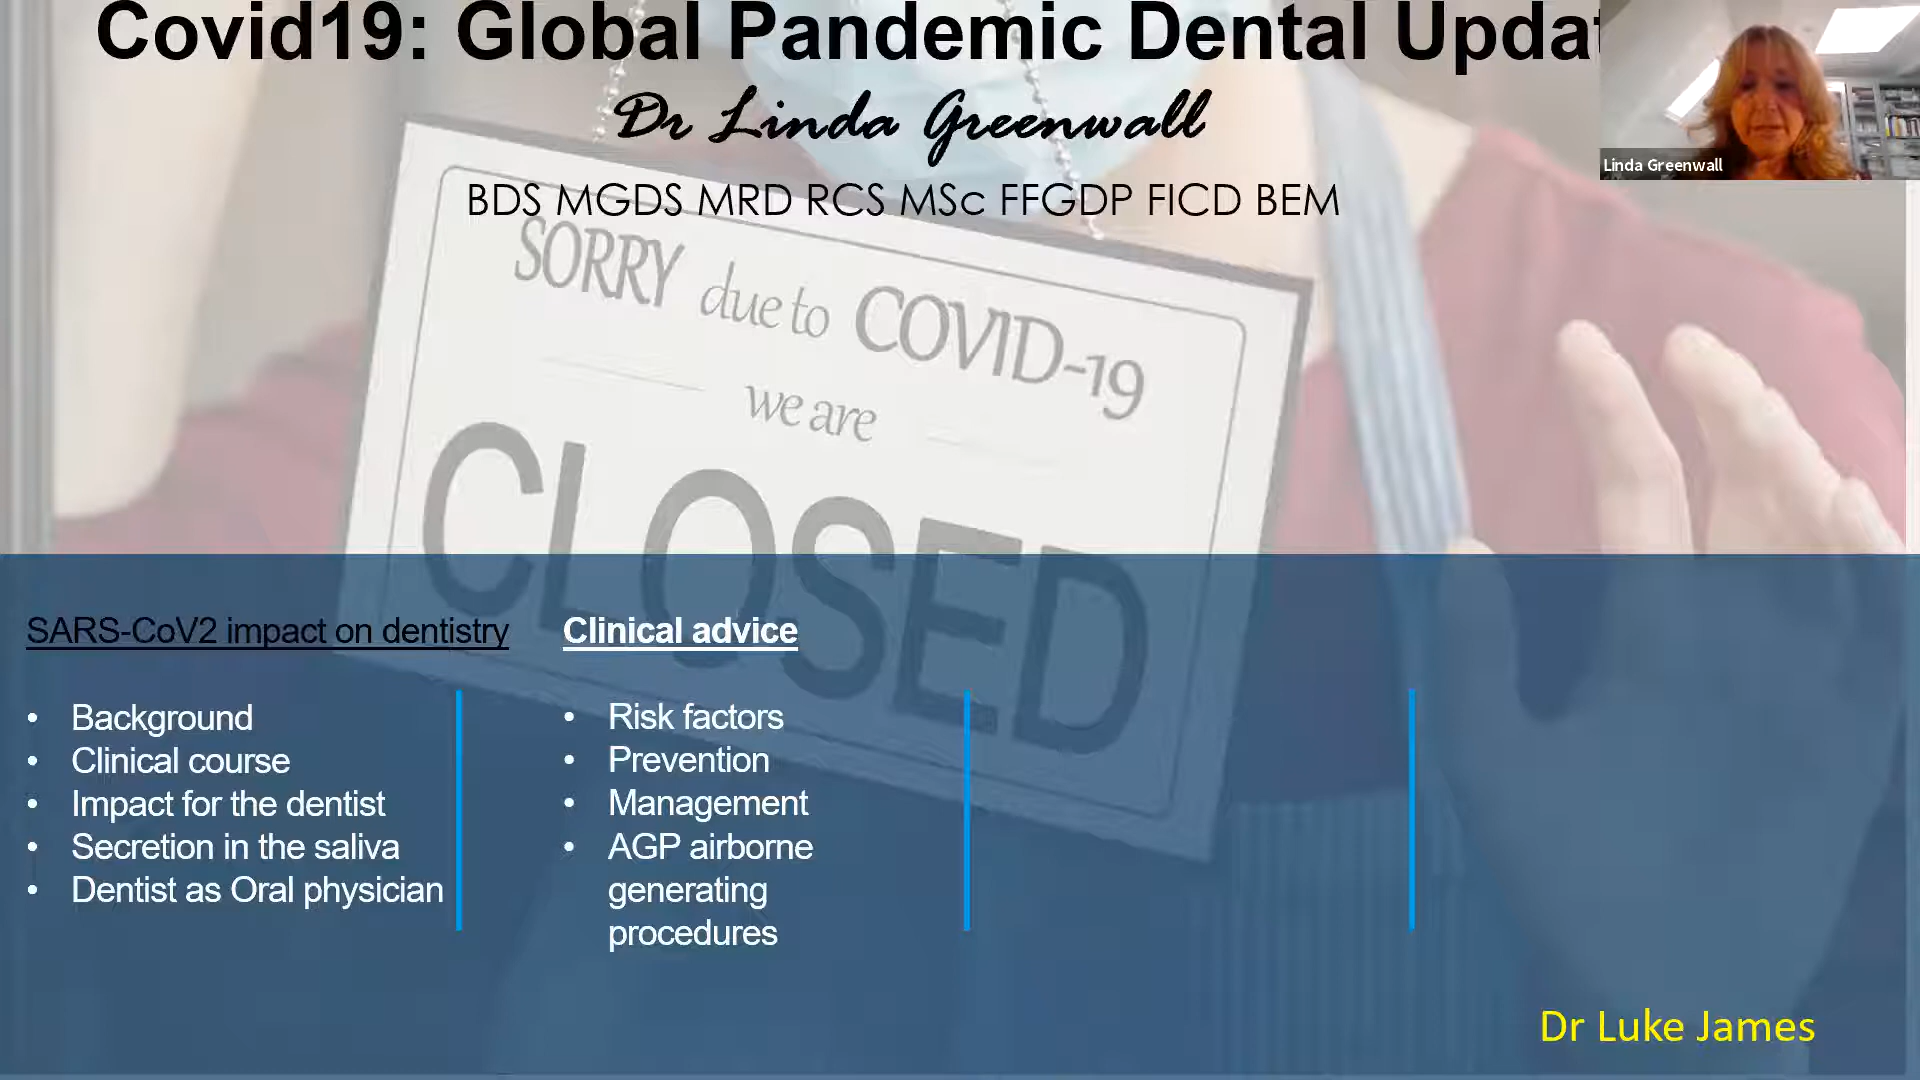 Covid19: Global Pandemic Dental Updat
Linda Greenwall
Dr Linda Greenwall
BDS MGDS MRD RCS MSc FFGDP FICD BEM
SORRY due to COVID-19
we are
CLOSED
SARS-CoV2 impact on dentistry
• Background
• Clinical course
• Impact for the dentist
• Secretion in the saliva
• Dentist as Oral physician
Clinical advice
• Risk factors
• Prevention
• Management
• AGP airborne
generating
procedures
Dr Luke James